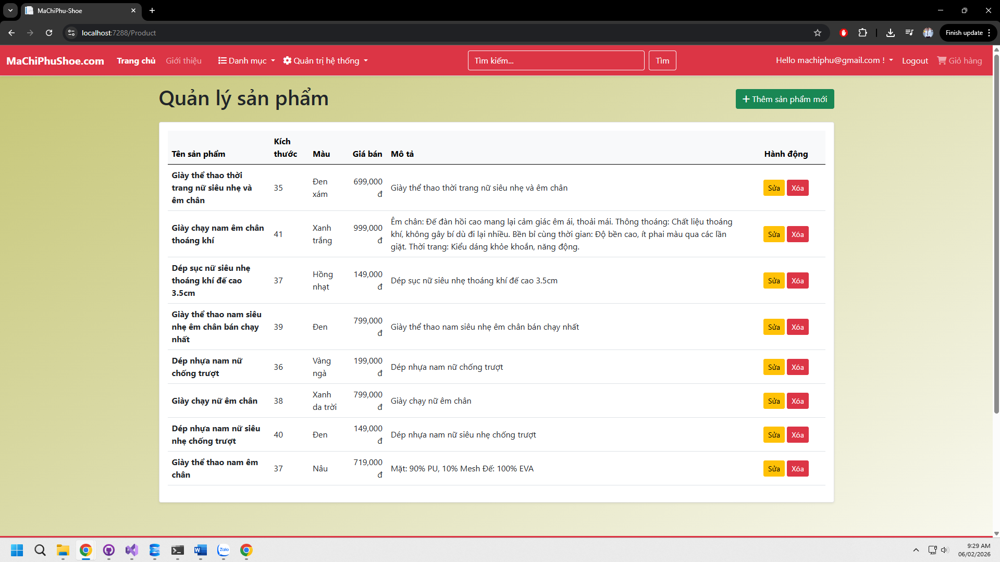 MaChiPhu-Shoe
localhost:7288/Product
Finish update
MaChiPhuShoe.com Trang chủ Giới thiệu Danh mục Quản trị hệ thống Tìm kiếm... Tìm Hello machiphu@gmail.com ! Logout Giỏ hàng
Quản lý sản phẩm
Thêm sản phẩm mới
Tên sản phẩm Kích thước Màu Giá bán Mô tả Hành động
Giày thể thao thời
trang nữ siêu nhẹ và
êm chân
35
Đen
xám
699,000
đ
Giày thể thao thời trang nữ siêu nhẹ và êm chân
Sửa Xóa
Giày chạy nam êm chân
thoáng khí
41
Xanh
trắng
999,000
đ
Êm chân: Đế đàn hồi cao mang lại cảm giác êm ái, thoải mái. Thông thoáng: Chất liệu thoáng
khí, không gây bí dù đi lại nhiều. Bền bỉ cùng thời gian: Độ bền cao, ít phai màu qua các lần
giặt. Thời trang: Kiểu dáng khỏe khoắn, năng động.
Sửa Xóa
Dép sục nữ siêu nhẹ
thoáng khí đế cao
3.5cm
37
Hồng
nhạt
149,000
đ
Dép sục nữ siêu nhẹ thoáng khí đế cao 3.5cm
Sửa Xóa
Giày thể thao nam siêu
nhẹ êm chân bán chạy
nhất
39
Đen
799,000
đ
Giày thể thao nam siêu nhẹ êm chân bán chạy nhất
Sửa Xóa
Dép nhựa nam nữ
chống trượt
36
Vàng
ngà
199,000
đ
Dép nhựa nam nữ chống trượt
Sửa Xóa
Giày chạy nữ êm chân
38
Xanh
da trời
799,000
đ
Giày chạy nữ êm chân
Sửa Xóa
Dép nhựa nam nữ siêu
nhẹ chống trượt
40
Đen
149,000
đ
Dép nhựa nam nữ siêu nhẹ chống trượt
Sửa Xóa
Giày thể thao nam êm
chân
37
Nâu
719,000
đ
Mặt: 90% PU, 10% Mesh Đế: 100% EVA
Sửa Xóa
Zalo
9:29 AM
06/02/2026